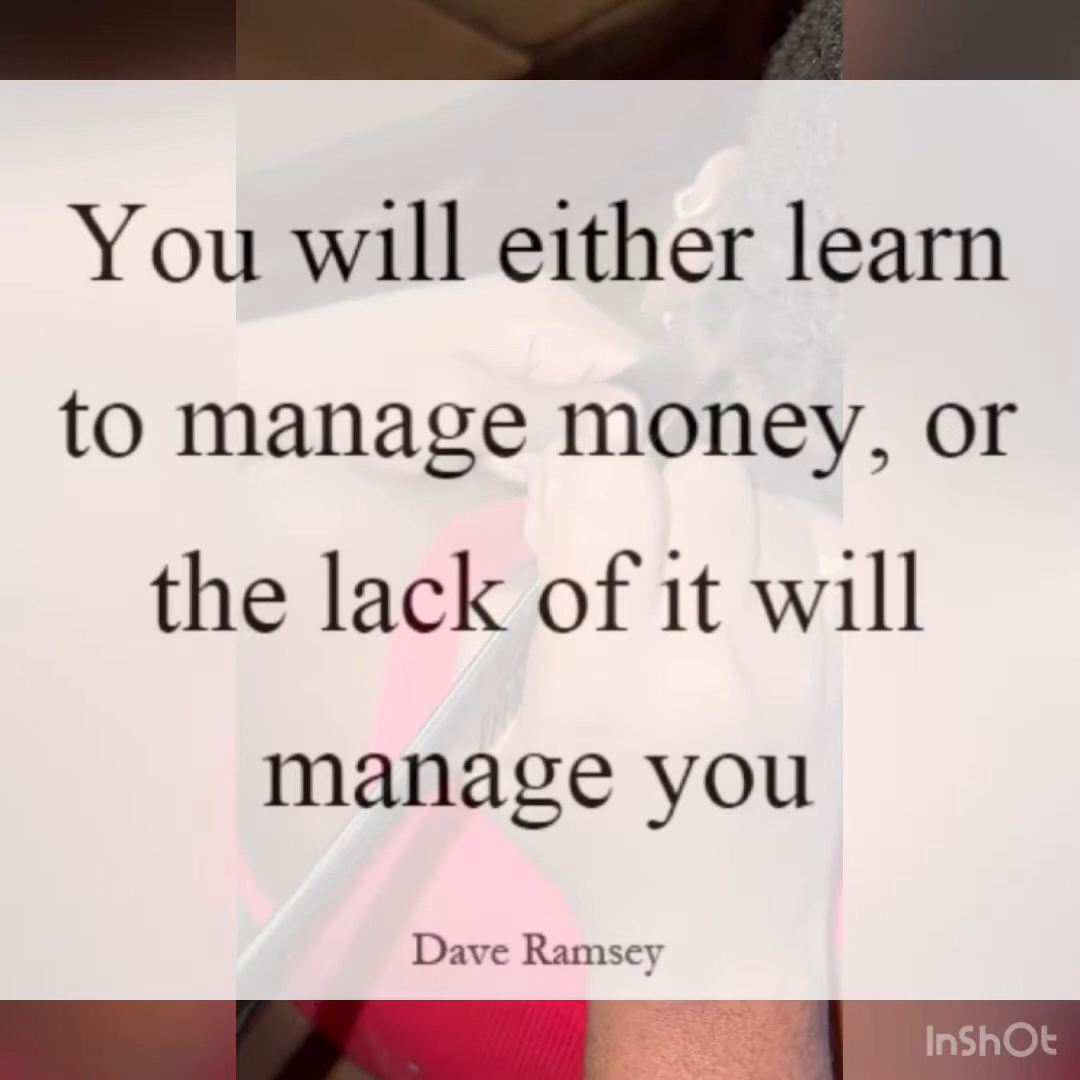 You will either learn
to manage money, or
the lack of it will
manage you
Dave Ramsey
InShOt